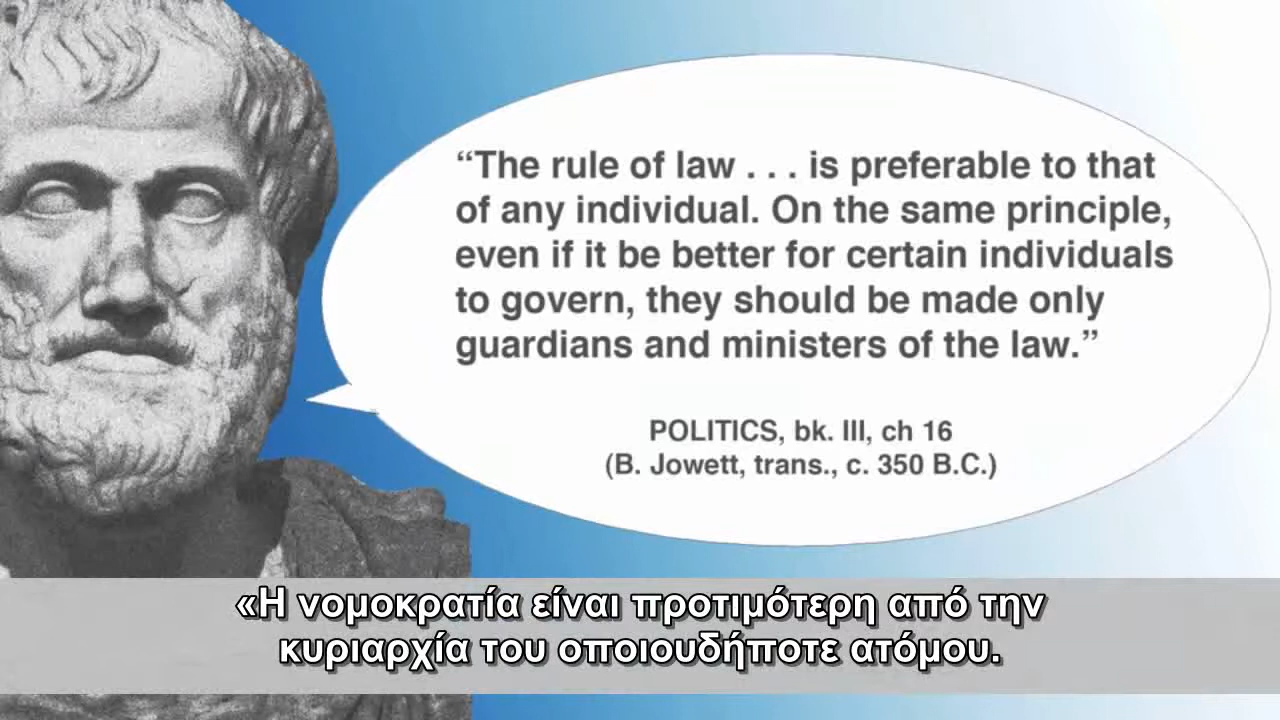 “The rule of law . . . is preferable to that
of any individual. On the same principle,
even if it be better for certain individuals
to govern, they should be made only
guardians and ministers of the law.”
POLITICS, bk. III, ch 16
(B. Jowett, trans., c. 350 B.C.)
«Η νομοκρατία είναι προτιμότερη από την
κυριαρχία του οποιουδήποτε ατόμου.